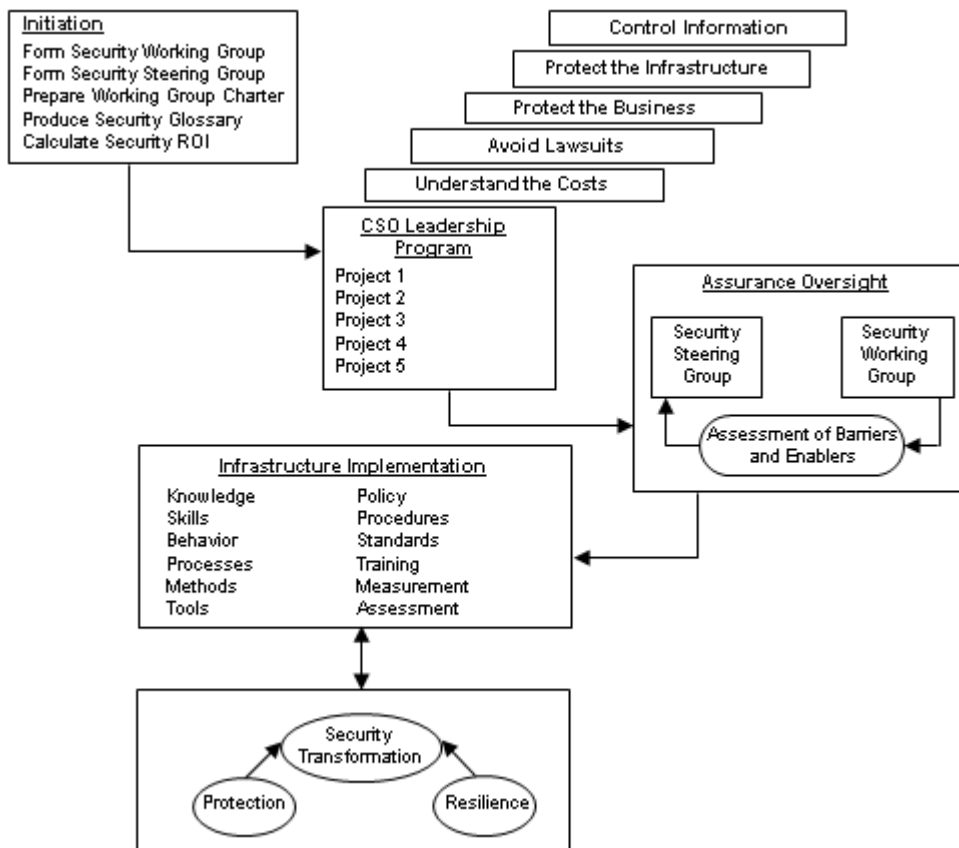 Initiation
Form Security Working Group
Form Security Steering Group
Prepare Working Group Charter
Produce Security Glossary
Calculate Security ROI
Control Information
Protect the Infrastructure
Protect the Business
Avoid Lawsuits
Understand the Costs
CSO Leadership
Program
Project 1
Project 2
Project 3
Project 4
Project 5
Assurance Oversight
Security
Steering
Group
Security
Working
Group
Assessment of Barriers
and Enablers
Infrastructure Implementation
Knowledge
Skills
Behavior
Processes
Methods
Tools
Policy
Procedures
Standards
Training
Measurement
Assessment
Security
Transformation
Protection
Resilience